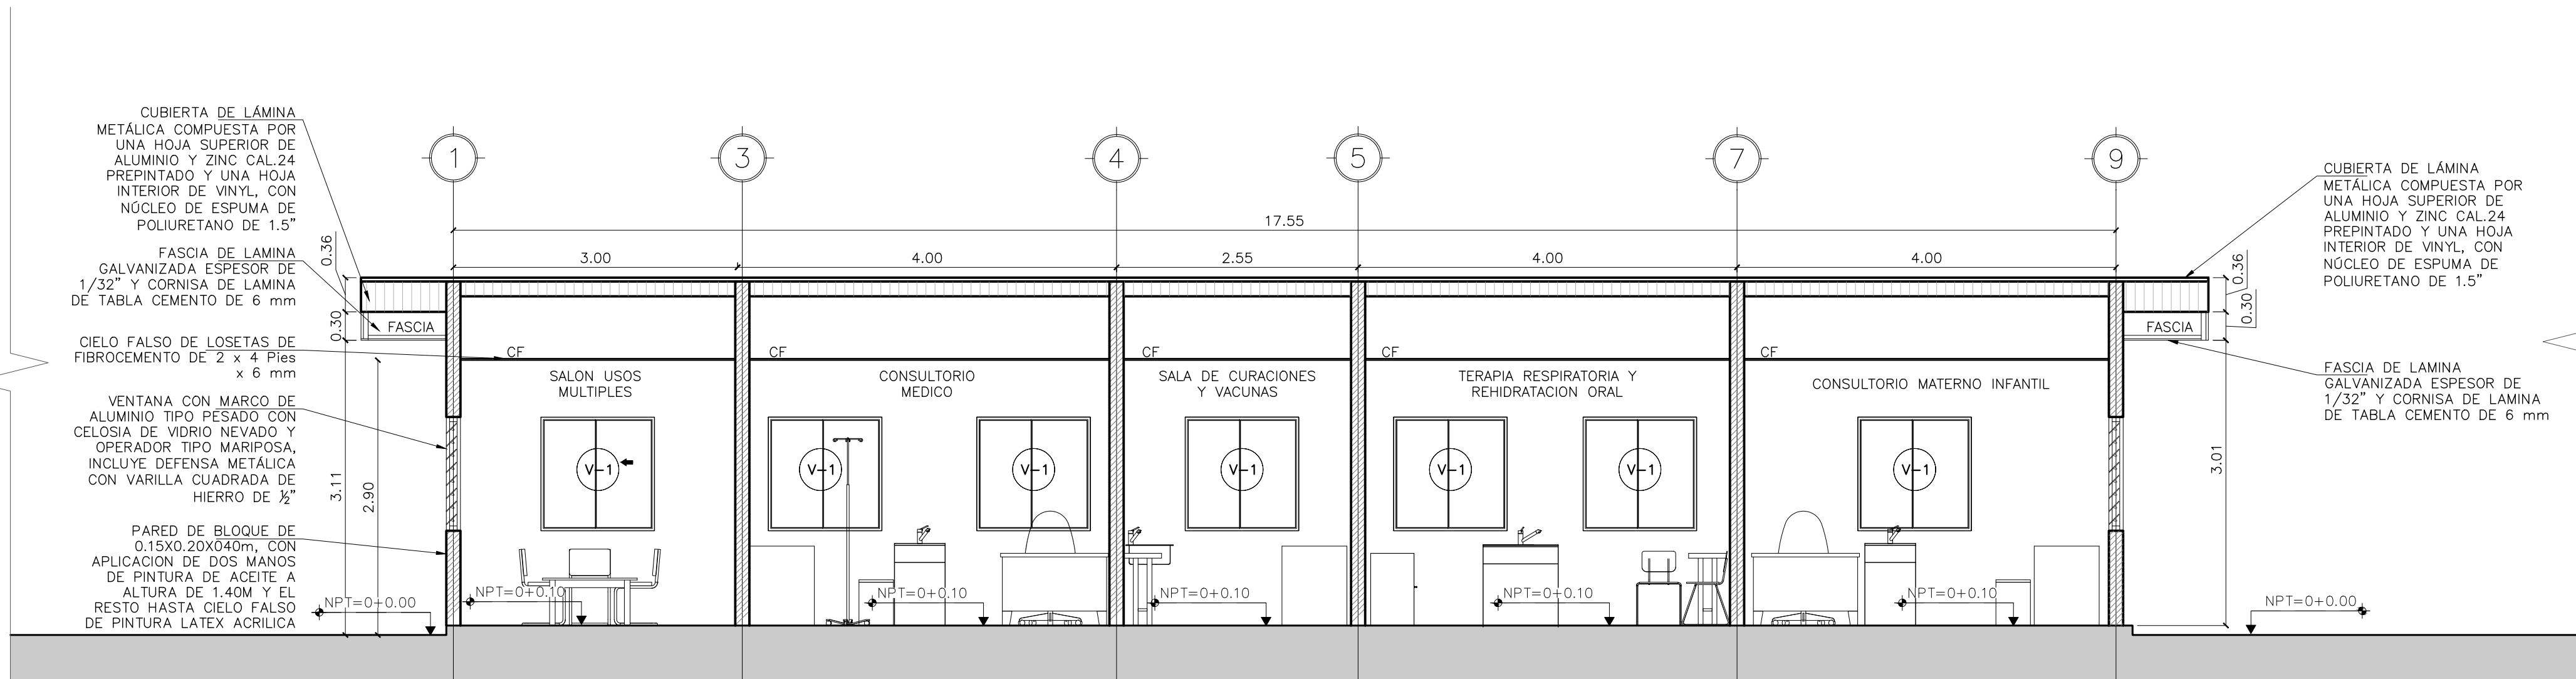 CUBIERTA DE LÁMINA
METÁLICA COMPUESTA POR
UNA HOJA SUPERIOR DE
ALUMINIO Y ZINC CAL.24
PREPINTADO Y UNA HOJA
INTERIOR DE VINYL, CON
NÚCLEO DE ESPUMA DE
POLIURETANO DE 1.5”
FASCIA DE LAMINA
GALVANIZADA ESPESOR DE
1/32” Y CORNISA DE LAMINA
DE TABLA CEMENTO DE 6 mm
CIELO FALSO DE LOSETAS DE
FIBROCEMENTO DE 2 x 4 Pies
x 6 mm
VENTANA CON MARCO DE
ALUMINIO TIPO PESADO CON
CELOSIA DE VIDRIO NEVADO Y
OPERADOR TIPO MARIPOSA,
INCLUYE DEFENSA METÁLICA
CON VARILLA CUADRADA DE
HIERRO DE ½”
PARED DE BLOQUE DE
0.15X0.20X040m, CON
APLICACION DE DOS MANOS
DE PINTURA DE ACEITE A
ALTURA DE 1.40M Y EL
RESTO HASTA CIELO FALSO
DE PINTURA LATEX ACRILICA
0.36
0.30
3.11
2.90
1 3 4 5 7 9
17.55
3.00 4.00 2.55 4.00 4.00
FASCIA FASCIA
CF CF CF CF CF
SALON USOS
MULTIPLES
CONSULTORIO
MEDICO
SALA DE CURACIONES
Y VACUNAS
TERAPIA RESPIRATORIA Y
REHIDRATACION ORAL
CONSULTORIO MATERNO INFANTIL
V-1 V-1 V-1 V-1 V-1 V-1 V-1
NPT=0+0.00 NPT=0+0.10 NPT=0+0.10 NPT=0+0.10 NPT=0+0.10 NPT=0+0.10 NPT=0+0.00
0.36
0.30
3.01
CUBIERTA DE LÁMINA
METÁLICA COMPUESTA POR
UNA HOJA SUPERIOR DE
ALUMINIO Y ZINC CAL.24
PREPINTADO Y UNA HOJA
INTERIOR DE VINYL, CON
NÚCLEO DE ESPUMA DE
POLIURETANO DE 1.5”
FASCIA DE LAMINA
GALVANIZADA ESPESOR DE
1/32” Y CORNISA DE LAMINA
DE TABLA CEMENTO DE 6 mm